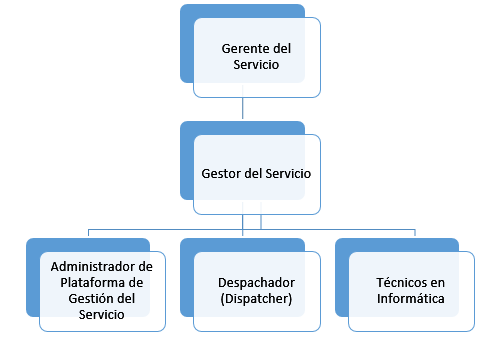 Gerente del
Servicio
Gestor del Servicio
Administrador de
Plataforma de
Gestión del
Servicio
Despachador
(Dispatcher)
Técnicos en
Informática